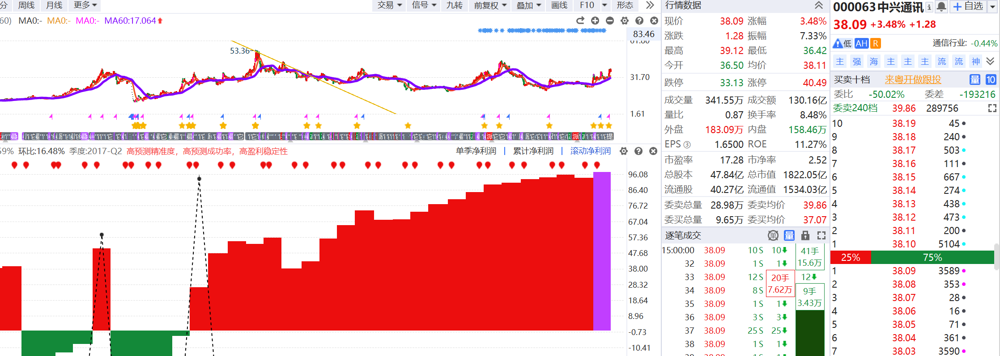 分 周线 月线 更多 交易 信号 九转 前复权 叠加 画线 F10 形态
60) MA0:- MA0:- MA0:- MA60:17.064
83.46
61.80
53.36
31.70
1.61
59% 环比:16.48% 季度:2017-Q2 高预测精准度，高预测成功率，高盈利稳定性 单季净利润 累计净利润 滚动净利润
96.08
86.40
76.72
67.04
57.36
47.68
38.00
28.32
18.64
8.96
-0.73
-10.41
行情数据
现价 38.09 涨幅 3.48%
涨跌 1.28 振幅 7.33%
最高 39.12 最低 36.42
今开 36.50 均价 38.11
跌停 33.13 涨停 40.49
成交量 341.55万 成交额 130.16亿
量比 0.87 换手率 8.48%
外盘 183.09万 内盘 158.46万
EPS③ 1.6500 ROE 11.27%
市盈率 17.28 市净率 2.52
总股本 47.84亿 总市值 1822.05亿
流通股 40.27亿 流通值 1534.03亿
委卖总量 28.98万 委卖均价 39.86
委买总量 9.65万 委买均价 37.07
逐笔成交 单 量
15:00:00 38.09 10 S 10
32 38.09 1 S 1
33 38.09 12 S 12
34 38.09 8 S
35 38.09 1 S 1
36 38.09 3 S 3
37 38.09 25 S 25
38 38.09 1 S 1
41手
15.6万
20手
7.62万
9手
3.43万
000063 中兴通讯 自选
38.09 +3.48% +1.28
低 AH R 通信行业: -0.44%
主 强 海 主 主 主 流 流 神
买卖十档 来粤开做跟投 量 10
委比 -50.02% 委差 -193216
委卖240档 39.86 289756
10 38.19 45
9 38.18 240
8 38.17 503
7 38.16 111
6 38.15 667
5 38.14 274
4 38.13 438
3 38.12 473
2 38.11 200
1 38.10 5104
25% 75%
1 38.09 3589
2 38.08 353
3 38.07 28
4 38.06 16
5 38.05 71
6 38.04 361
7 38.03 3590